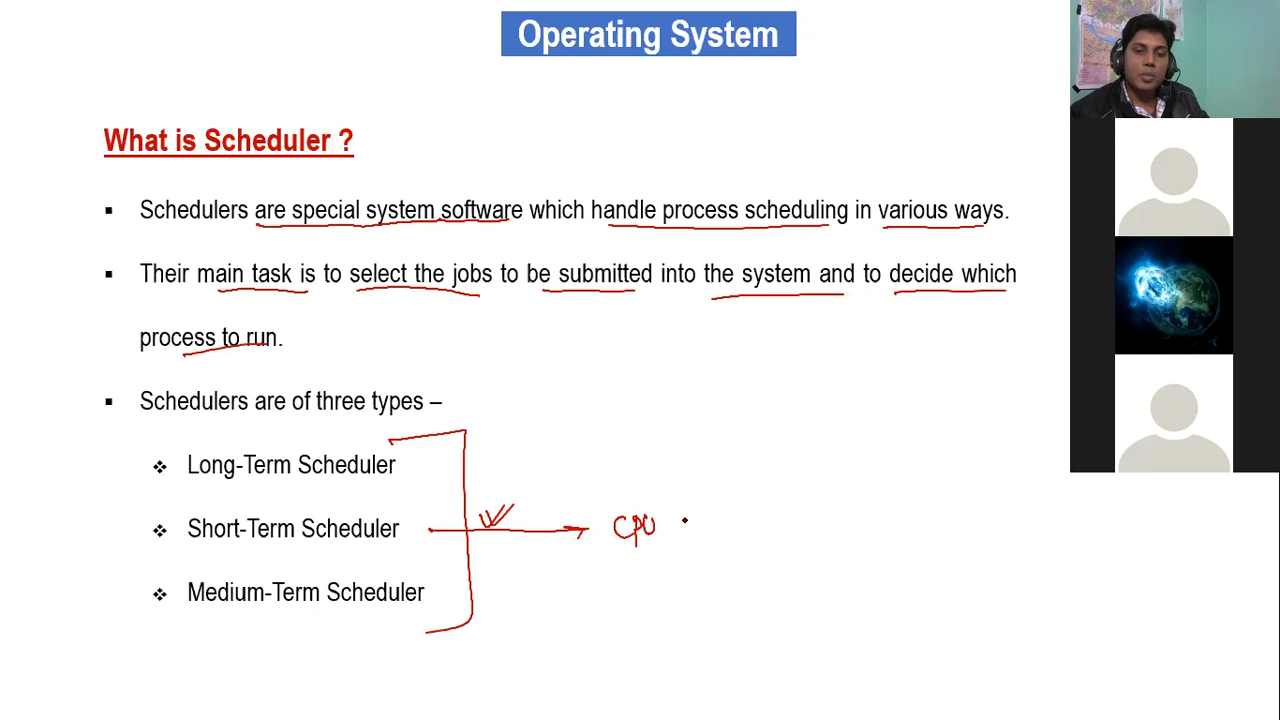 Operating System
What is Scheduler ?
▪ Schedulers are special system software which handle process scheduling in various ways.
▪ Their main task is to select the jobs to be submitted into the system and to decide which
process to run.
▪ Schedulers are of three types –
❖ Long-Term Scheduler
❖ Short-Term Scheduler CPU
❖ Medium-Term Scheduler